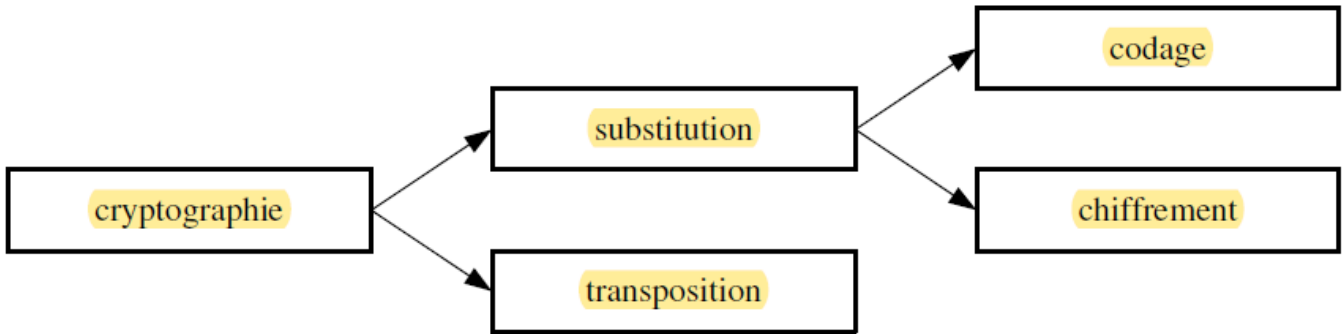 codage
substitution
cryptographie
chiffrement
transposition